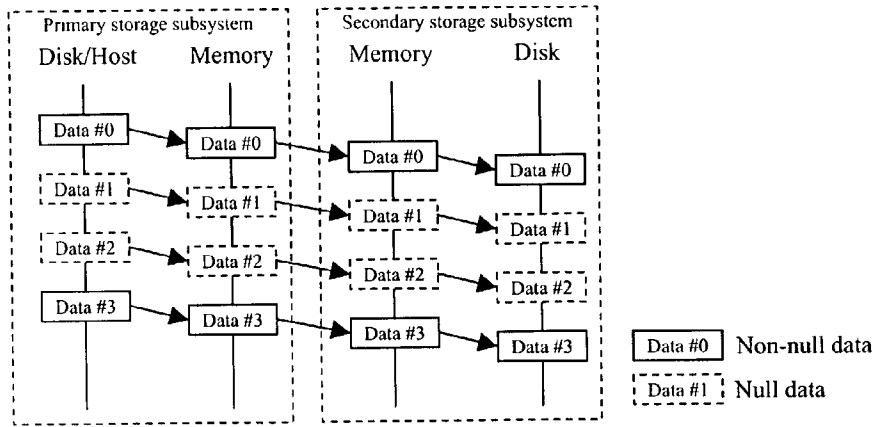 Primary storage subsystem
Secondary storage subsystem
Disk/Host
Memory
Memory
Disk
Data #0
Data #0
Data #0
Data #0
Data #1
Data #1
Data #1
Data #1
Data #2
Data #2
Data #2
Data #2
Data #3
Data #3
Data #3
Data #3
Data #0
Non-null data
Data #1
Null data